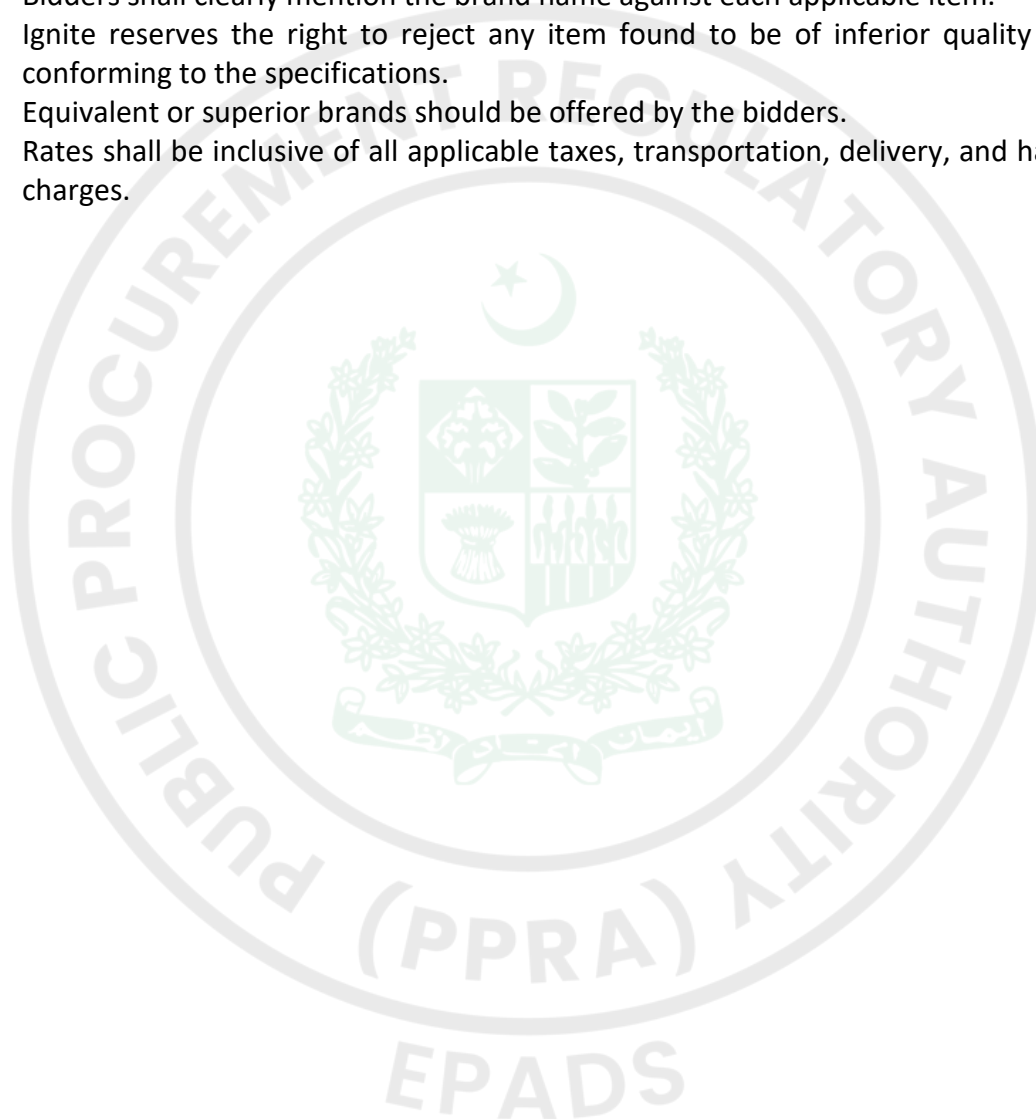 Bidders shall clearly mention the brand name against each applicable item.
Ignite reserves the right to reject any item found to be of inferior quality
conforming to the specifications.
Equivalent or superior brands should be offered by the bidders.
Rates shall be inclusive of all applicable taxes, transportation, delivery, and
charges.
PUBLIC PROCUREMENT REGULATORY AUTHORITY
(PPRA)
EPADS